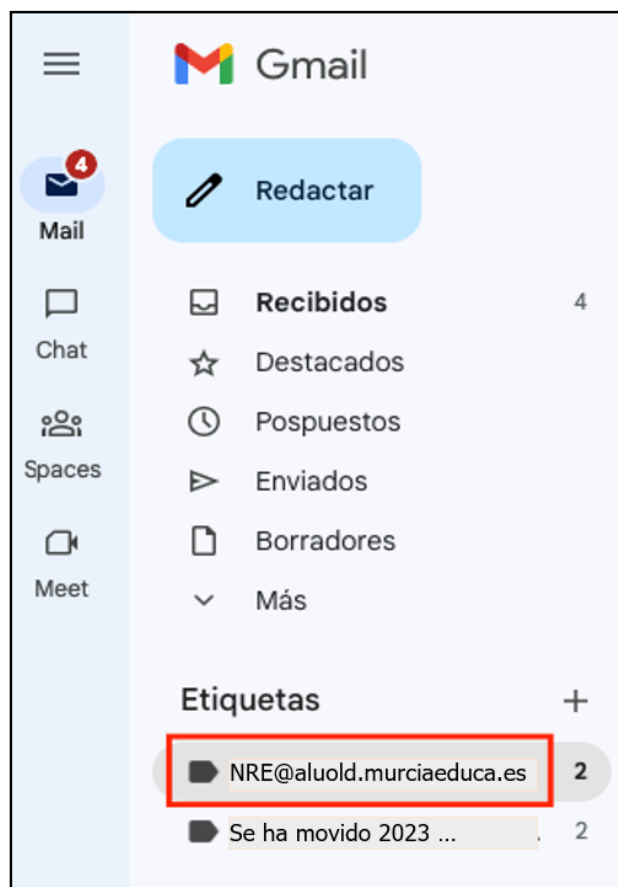 Gmail
4
Mail
Redactar
Recibidos 4
Chat
Destacados
Pospuestos
Spaces
Enviados
Borradores
Meet
Más
Etiquetas +
NRE@aluold.murciaeduca.es 2
Se ha movido 2023 ... . 2